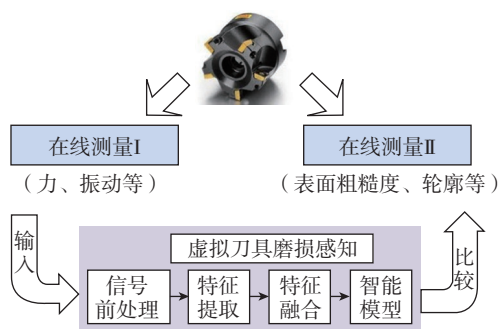 在线测量Ⅰ
在线测量Ⅱ
（力、振动等）
（表面粗糙度、轮廓等）
输入
虚拟刀具磨损感知
比较
信号
前处理
特征
提取
特征
融合
智能
模型